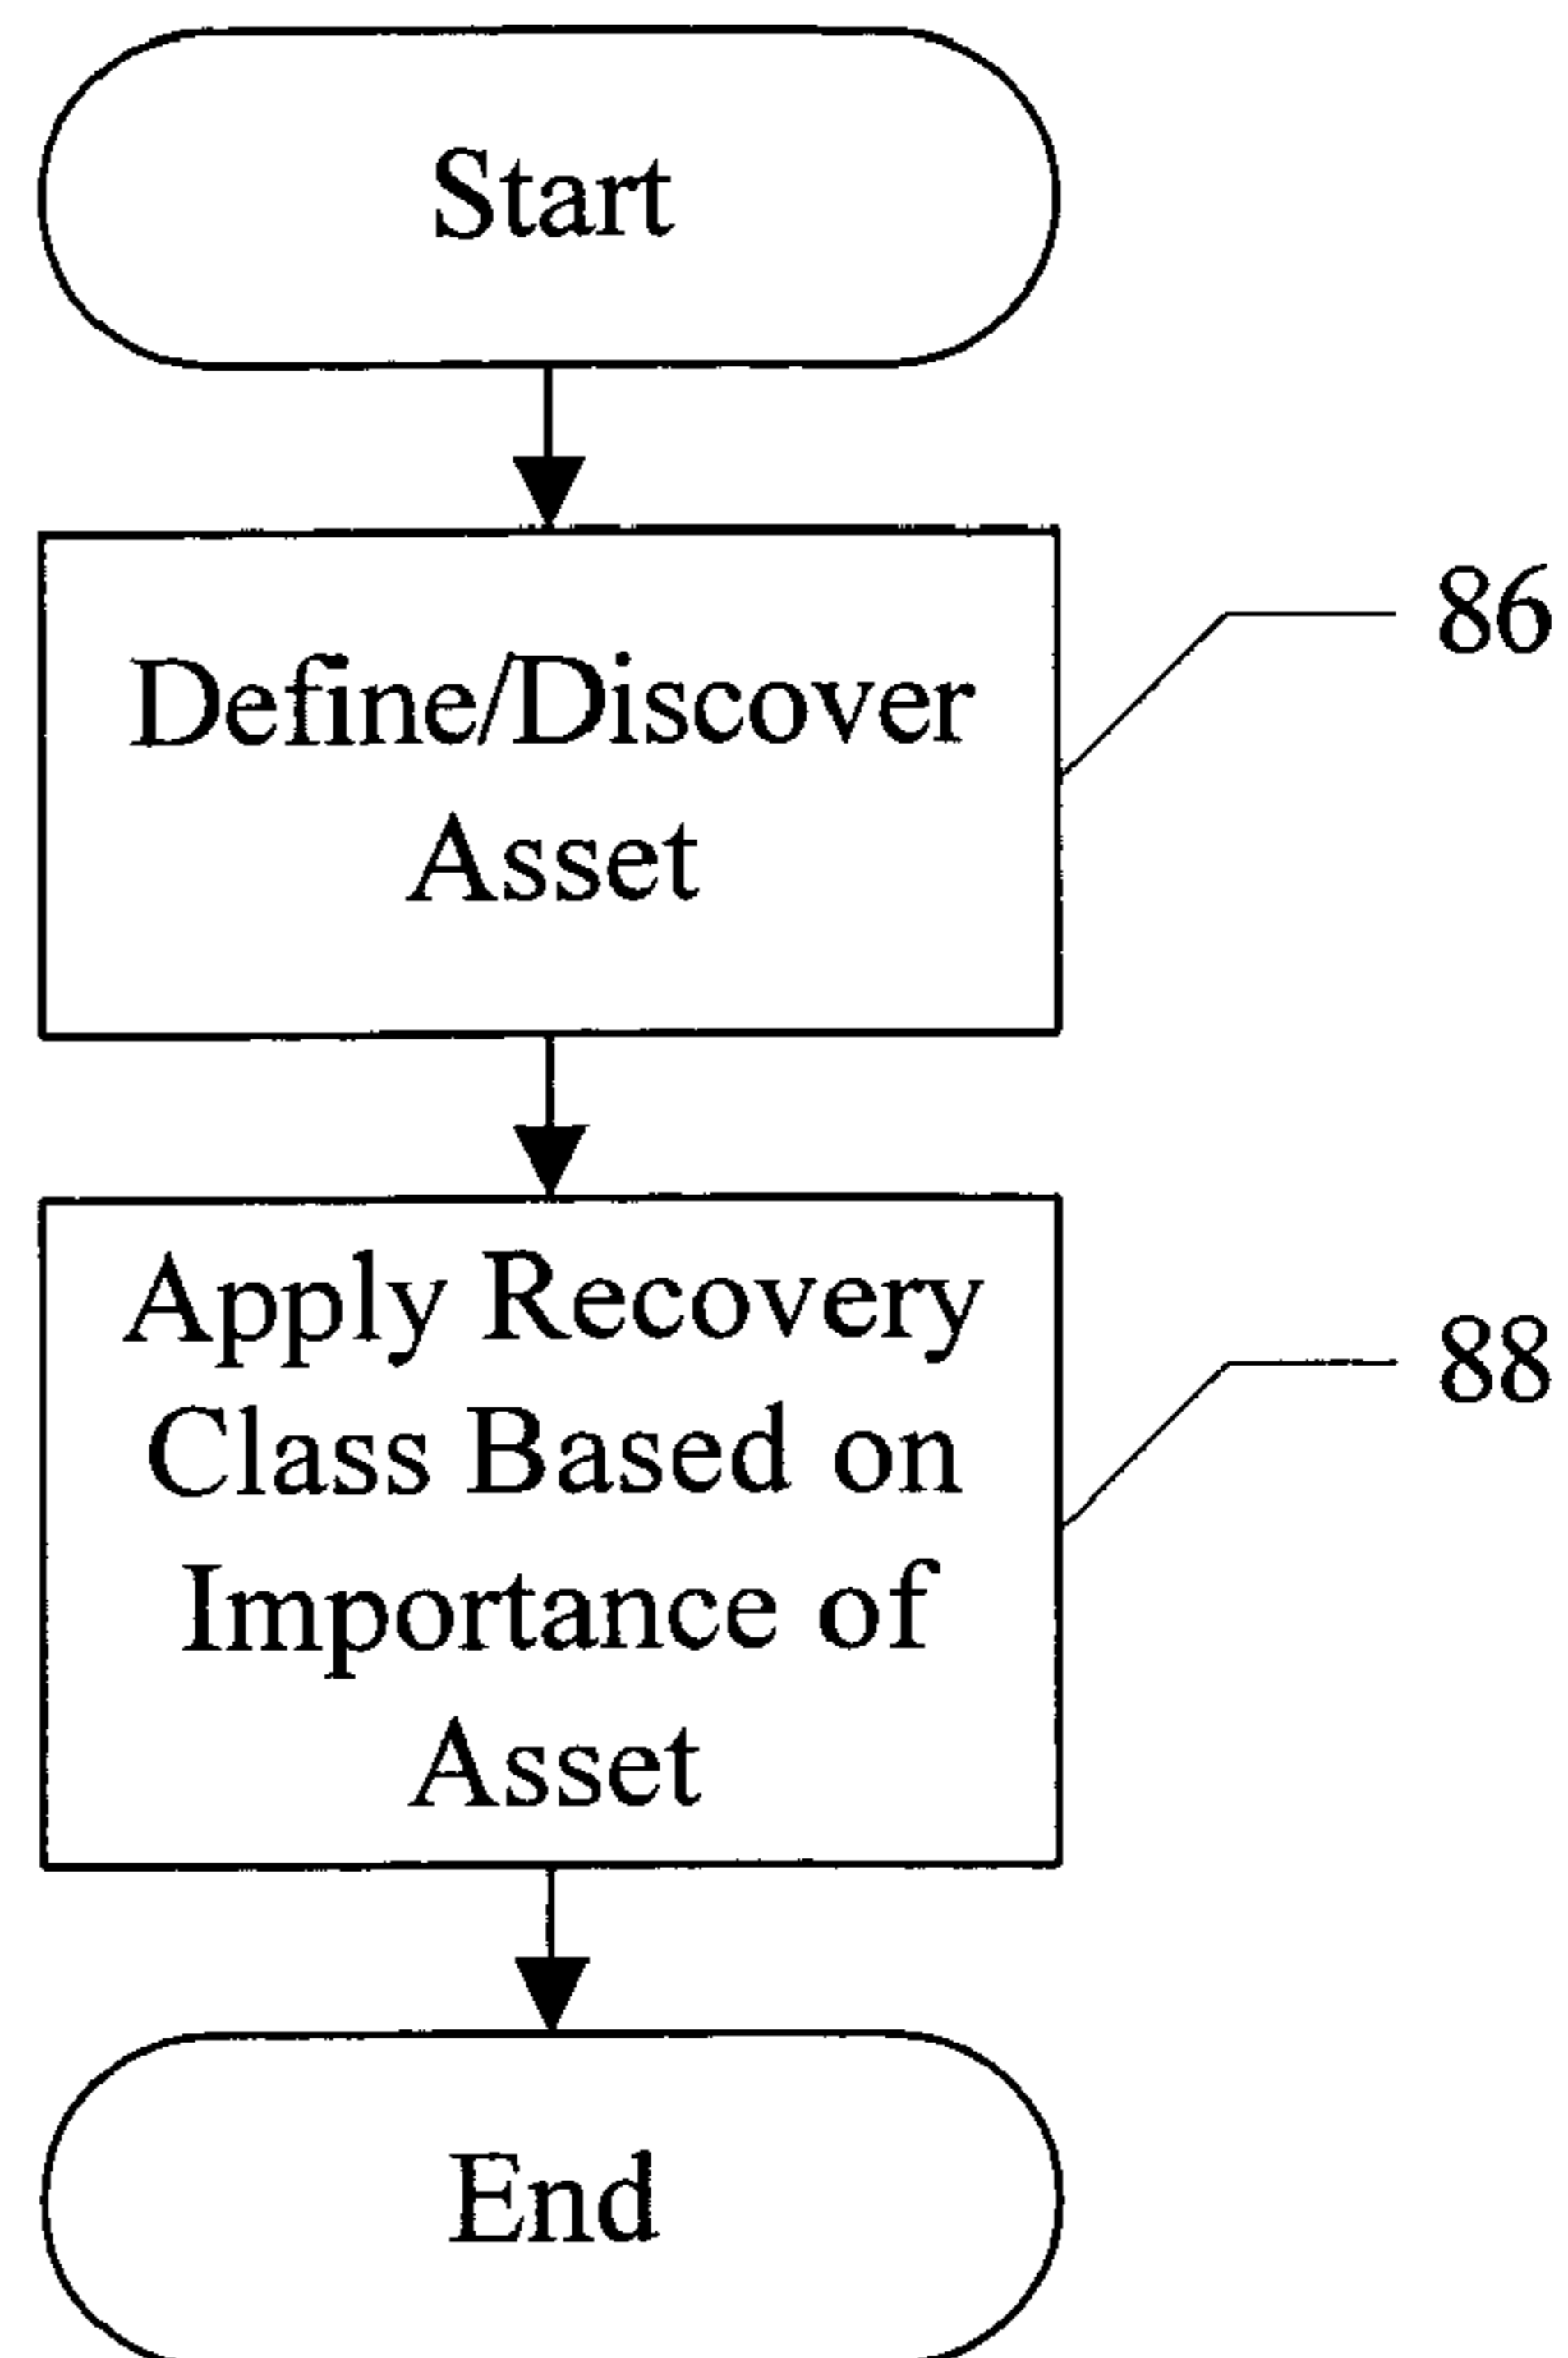 Start
Define/Discover
Asset
86
Apply Recovery
Class Based on
Importance of
Asset
88
End